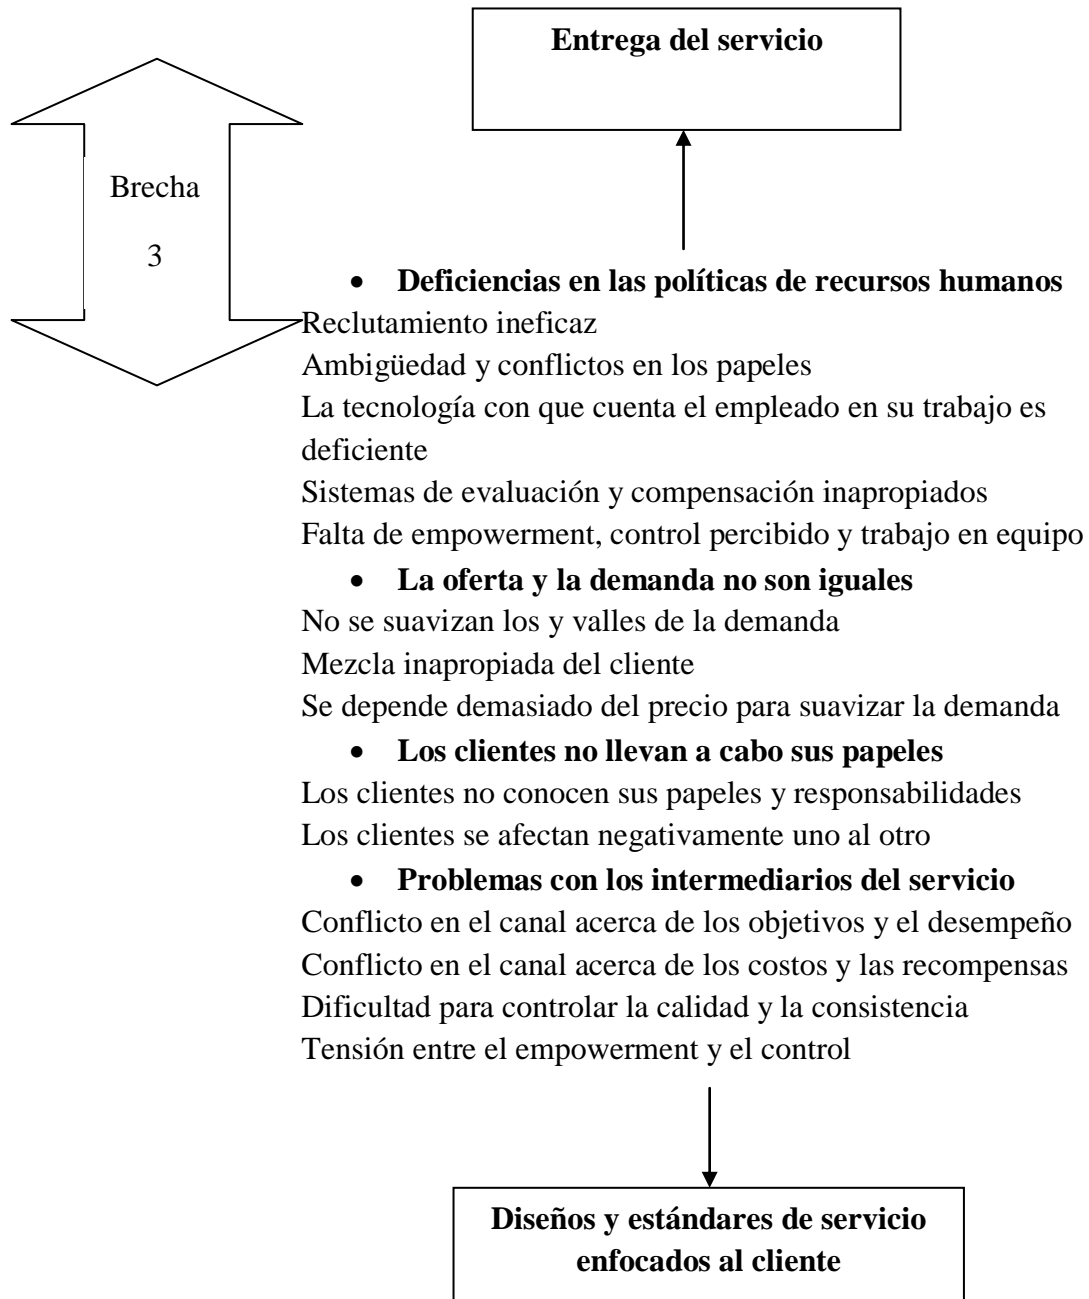 Entrega del servicio
Brecha
3
• Deficiencias en las políticas de recursos humanos
Reclutamiento ineficaz
Ambigüedad y conflictos en los papeles
La tecnología con que cuenta el empleado en su trabajo es
deficiente
Sistemas de evaluación y compensación inapropiados
Falta de empowerment, control percibido y trabajo en equipo
• La oferta y la demanda no son iguales
No se suavizan los y valles de la demanda
Mezcla inapropiada del cliente
Se depende demasiado del precio para suavizar la demanda
• Los clientes no llevan a cabo sus papeles
Los clientes no conocen sus papeles y responsabilidades
Los clientes se afectan negativamente uno al otro
• Problemas con los intermediarios del servicio
Conflicto en el canal acerca de los objetivos y el desempeño
Conflicto en el canal acerca de los costos y las recompensas
Dificultad para controlar la calidad y la consistencia
Tensión entre el empowerment y el control
Diseños y estándares de servicio
enfocados al cliente